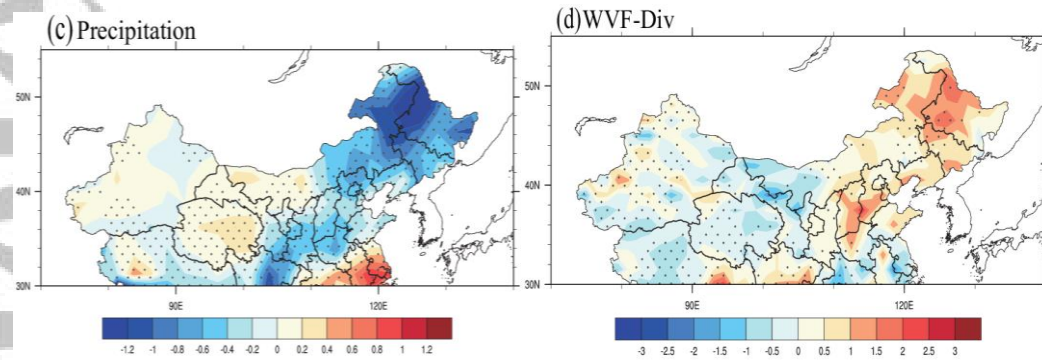 (c) Precipitation
50N
40N
30N
90E
120E
-1.2 -1 -0.8 -0.6 -0.4 -0.2 0 0.2 0.4 0.6 0.8 1 1.2
(d)WVF-Div
50N
40N
30N
90E
120E
-3 -2.5 -2 -1.5 -1 -0.5 0 0.5 1 1.5 2 2.5 3